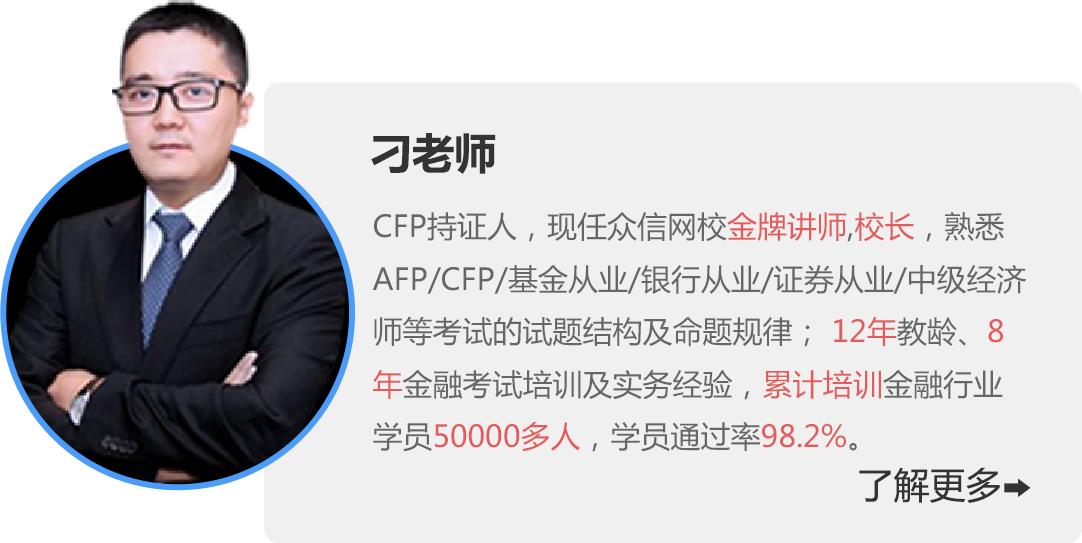 刁老师
CFP持证人，现任众信网校金牌讲师,校长，熟悉
AFP/CFP/基金从业/银行从业/证券从业/中级经济
师等考试的试题结构及命题规律； 12年教龄、8
年金融考试培训及实务经验，累计培训金融行业
学员50000多人，学员通过率98.2%。
了解更多➡